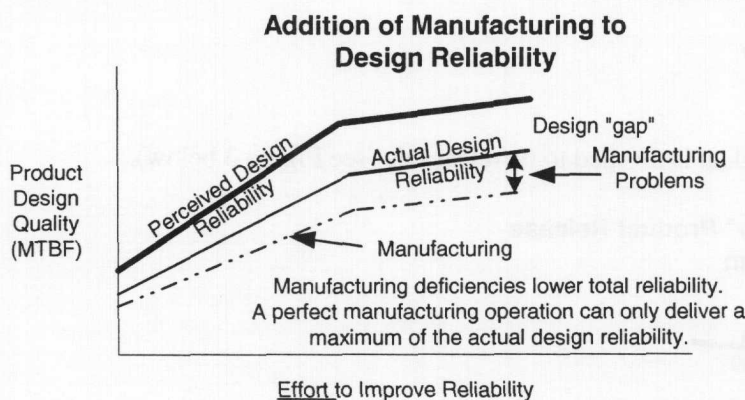 Addition of Manufacturing to
Design Reliability
Product
Design
Quality
(MTBF)
Perceived Design
Reliability
Actual Design
Reliability
Design "gap"
Manufacturing
Problems
Manufacturing
Manufacturing deficiencies lower total reliability.
A perfect manufacturing operation can only deliver a
maximum of the actual design reliability.
Effort to Improve Reliability